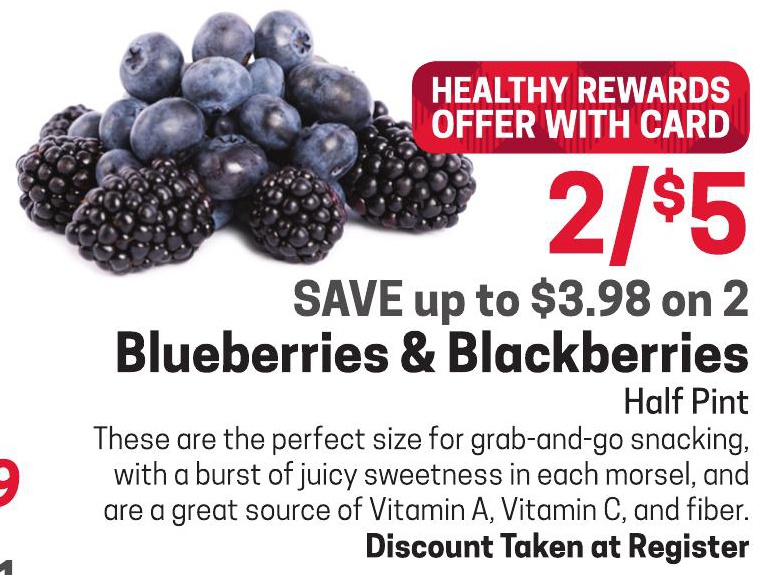 HEALTHY REWARDS
OFFER WITH CARD
2/$5
SAVE up to $3.98 on 2
Blueberries & Blackberries
Half Pint
These are the perfect size for grab-and-go snacking,
with a burst of juicy sweetness in each morsel, and
are a great source of Vitamin A, Vitamin C, and fiber.
Discount Taken at Register
9